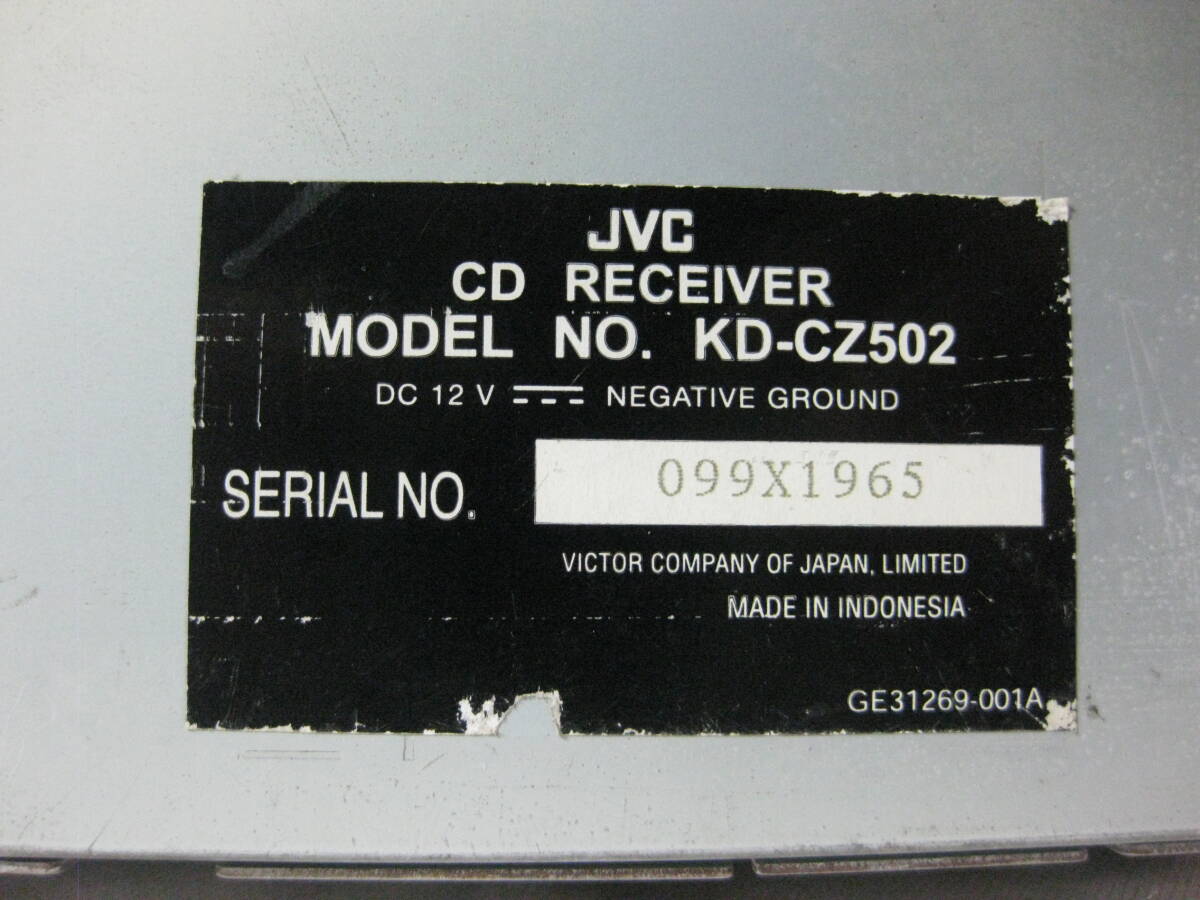 JVC
CD RECEIVER
MODEL NO. KD-CZ502
DC 12 V ⎓ NEGATIVE GROUND
SERIAL NO. 099X1965
VICTOR COMPANY OF JAPAN, LIMITED
MADE IN INDONESIA
GE31269-001A